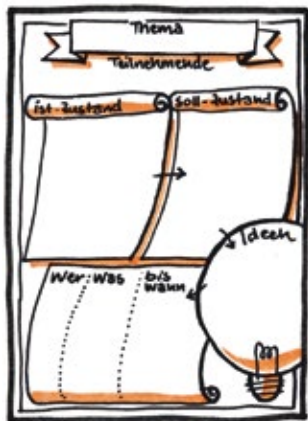 Thema
Teilnehmende
ist-Zustand
soll-Zustand
Ideen
wer : was bis wann